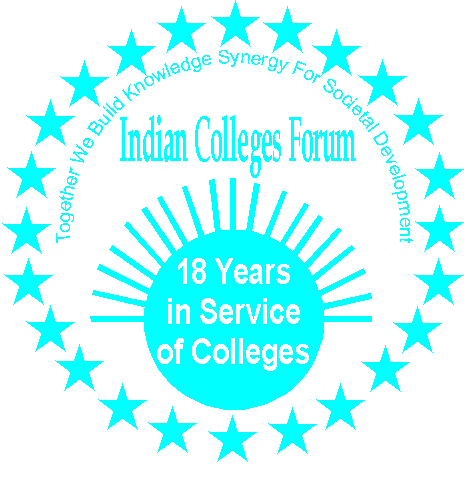 Together We Build Knowledge Synergy For Societal Development
Indian Colleges Forum
18 Years
in Service
of Colleges